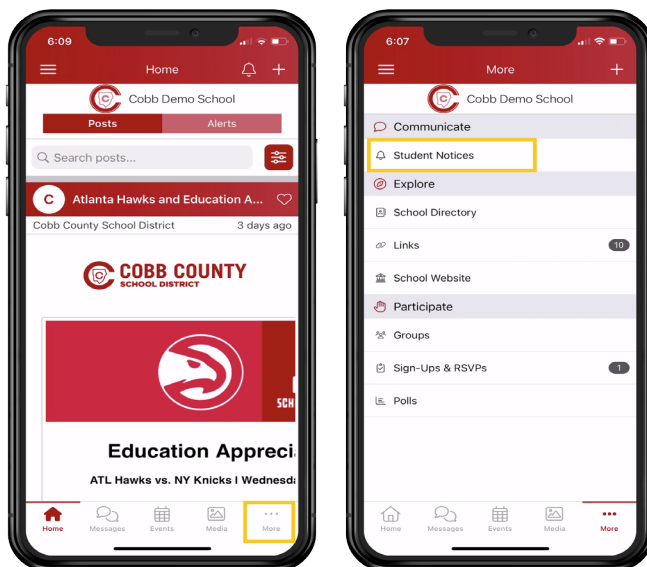 6:09
Home
C Cobb Demo School
Posts Alerts
Search posts...
C Atlanta Hawks and Education A...
Cobb County School District 3 days ago
C COBB COUNTY
SCHOOL DISTRICT
SCH
Education Appreci
ATL Hawks vs. NY Knicks | Wednesda
Home Messages Events Media More
6:07
More
C Cobb Demo School
Communicate
Student Notices
Explore
School Directory
Links 10
School Website
Participate
Groups
Sign-Ups & RSVPs 1
Polls
Home Messages Events Media More